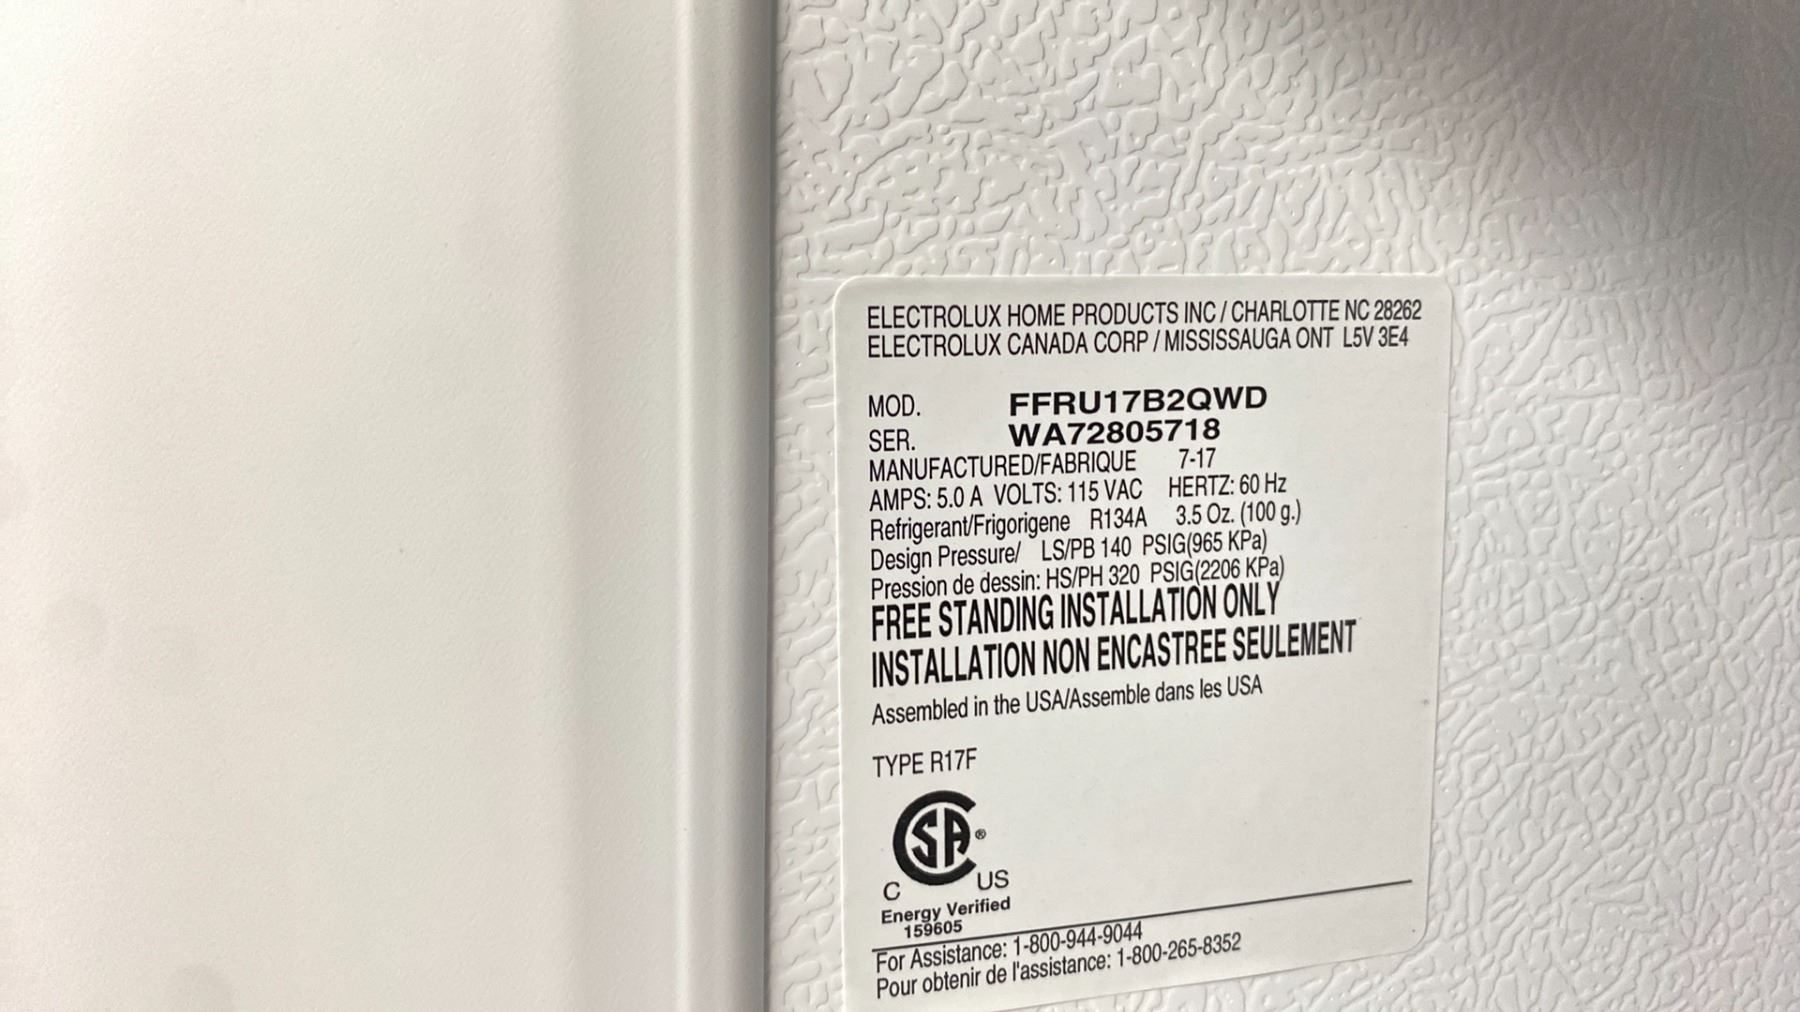 ELECTROLUX HOME PRODUCTS INC / CHARLOTTE NC 28262
ELECTROLUX CANADA CORP / MISSISSAUGA ONT L5V 3E4
MOD. FFRU17B2QWD
SER. WA72805718
MANUFACTURED/FABRIQUE 7-17
AMPS: 5.0 A VOLTS: 115 VAC HERTZ: 60 Hz
Refrigerant/Frigorigene R134A 3.5 Oz. (100 g.)
Design Pressure/ LS/PB 140 PSIG(965 KPa)
Pression de dessin: HS/PH 320 PSIG(2206 KPa)
FREE STANDING INSTALLATION ONLY
INSTALLATION NON ENCASTREE SEULEMENT
Assembled in the USA/Assemble dans les USA
TYPE R17F
CSA®
C US
Energy Verified
159605
For Assistance: 1-800-944-9044
Pour obtenir de l'assistance: 1-800-265-8352